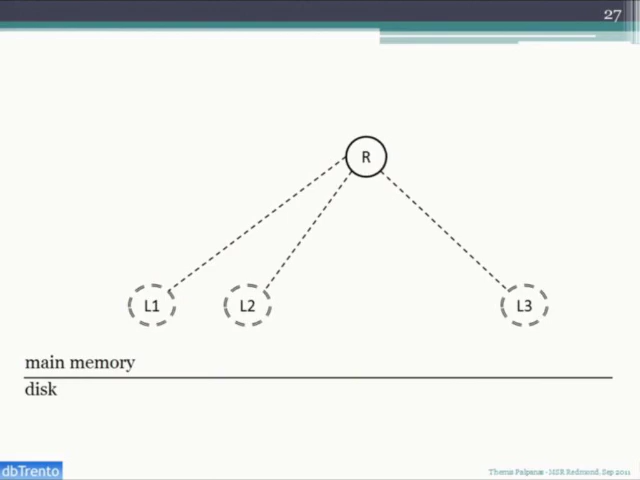 27
R
L1 L2 L3
main memory
disk
dbTrento
Themis Palpanas - MSR Redmond, Sep 2011